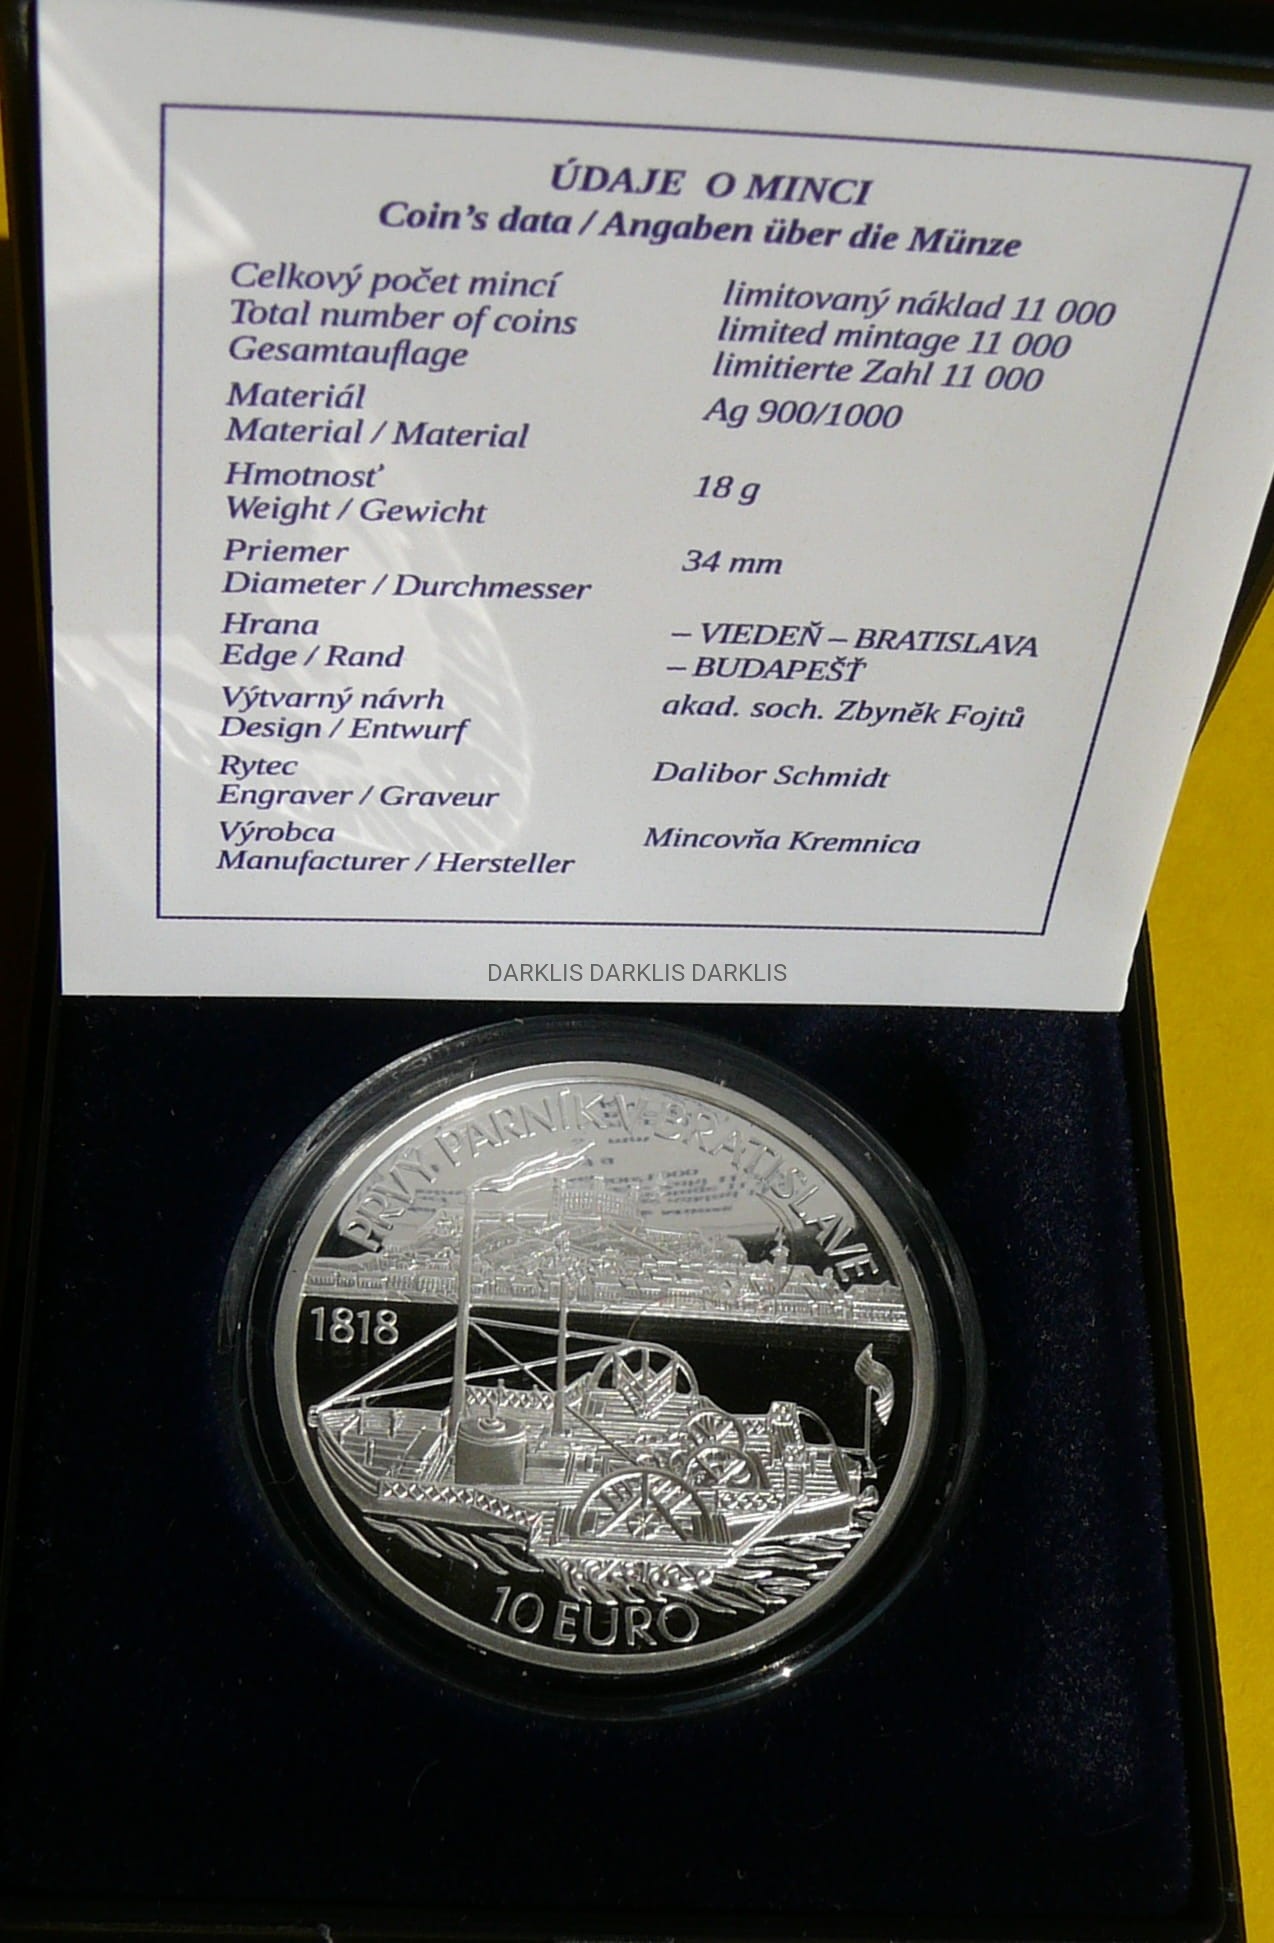 ÚDAJE O MINCI
Coin's data / Angaben über die Münze
Celkový počet mincí
Total number of coins
Gesamtauflage
limitovaný náklad 11 000
limited mintage 11 000
limitierte Zahl 11 000
Materiál
Material / Material
Ag 900/1000
Hmotnosť
Weight / Gewicht
18 g
Priemer
Diameter / Durchmesser
34 mm
Hrana
Edge / Rand
– VIEDEŇ – BRATISLAVA
– BUDAPEŠŤ
Výtvarný návrh
Design / Entwurf
akad. soch. Zbyněk Fojtů
Rytec
Engraver / Graveur
Dalibor Schmidt
Výrobca
Manufacturer / Hersteller
Mincovňa Kremnica
DARKLIS DARKLIS DARKLIS
PRVÝ PARNÍK V BRATISLAVE
1818
10 EURO